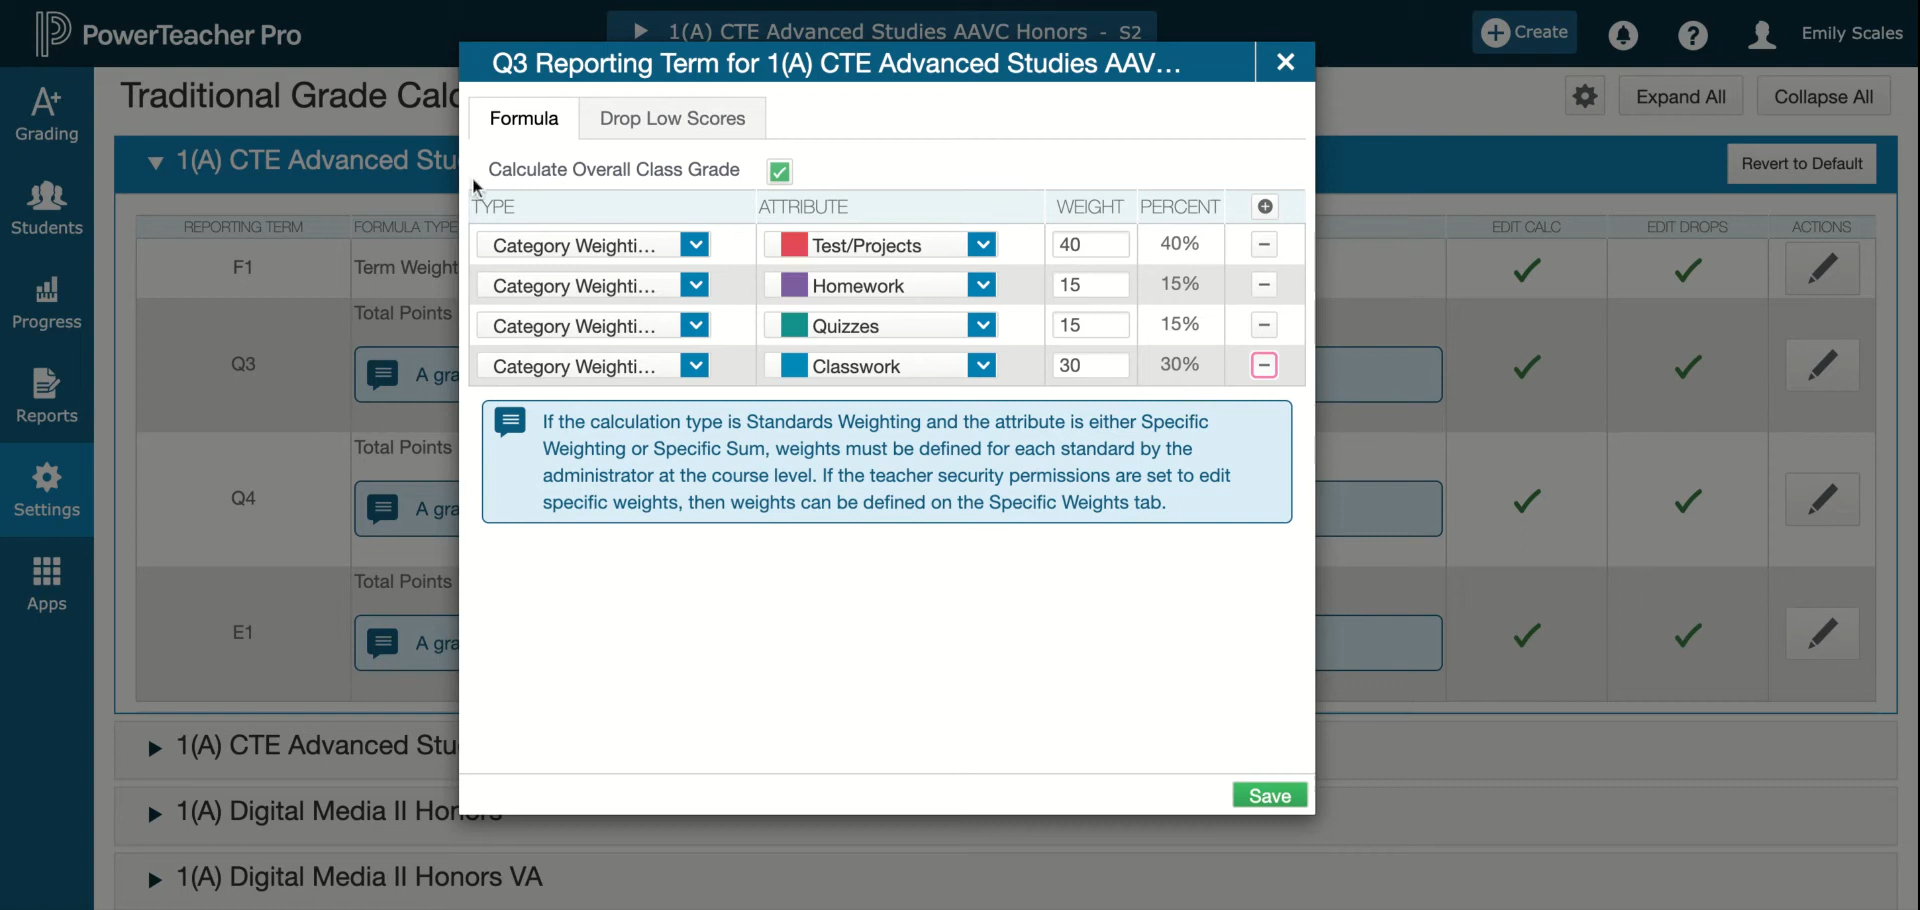 PowerTeacher Pro
1(A) CTE Advanced Studies AAVC Honors - S2
Create
Emily Scales
Q3 Reporting Term for 1(A) CTE Advanced Studies AAV...
Grading
Students
Progress
Reports
Settings
Apps
Traditional Grade Calc
Expand All
Collapse All
1(A) CTE Advanced Stu
Revert to Default
REPORTING TERM
FORMULA TYPE
EDIT CALC
EDIT DROPS
ACTIONS
F1
Term Weight
Q3
Total Points
A gra
Q4
Total Points
A gra
E1
Total Points
A gra
1(A) CTE Advanced Stu
1(A) Digital Media II Honors
1(A) Digital Media II Honors VA
Formula
Drop Low Scores
Calculate Overall Class Grade
TYPE ATTRIBUTE WEIGHT PERCENT
Category Weighti... Test/Projects 40 40%
Category Weighti... Homework 15 15%
Category Weighti... Quizzes 15 15%
Category Weighti... Classwork 30 30%
If the calculation type is Standards Weighting and the attribute is either Specific
Weighting or Specific Sum, weights must be defined for each standard by the
administrator at the course level. If the teacher security permissions are set to edit
specific weights, then weights can be defined on the Specific Weights tab.
Save